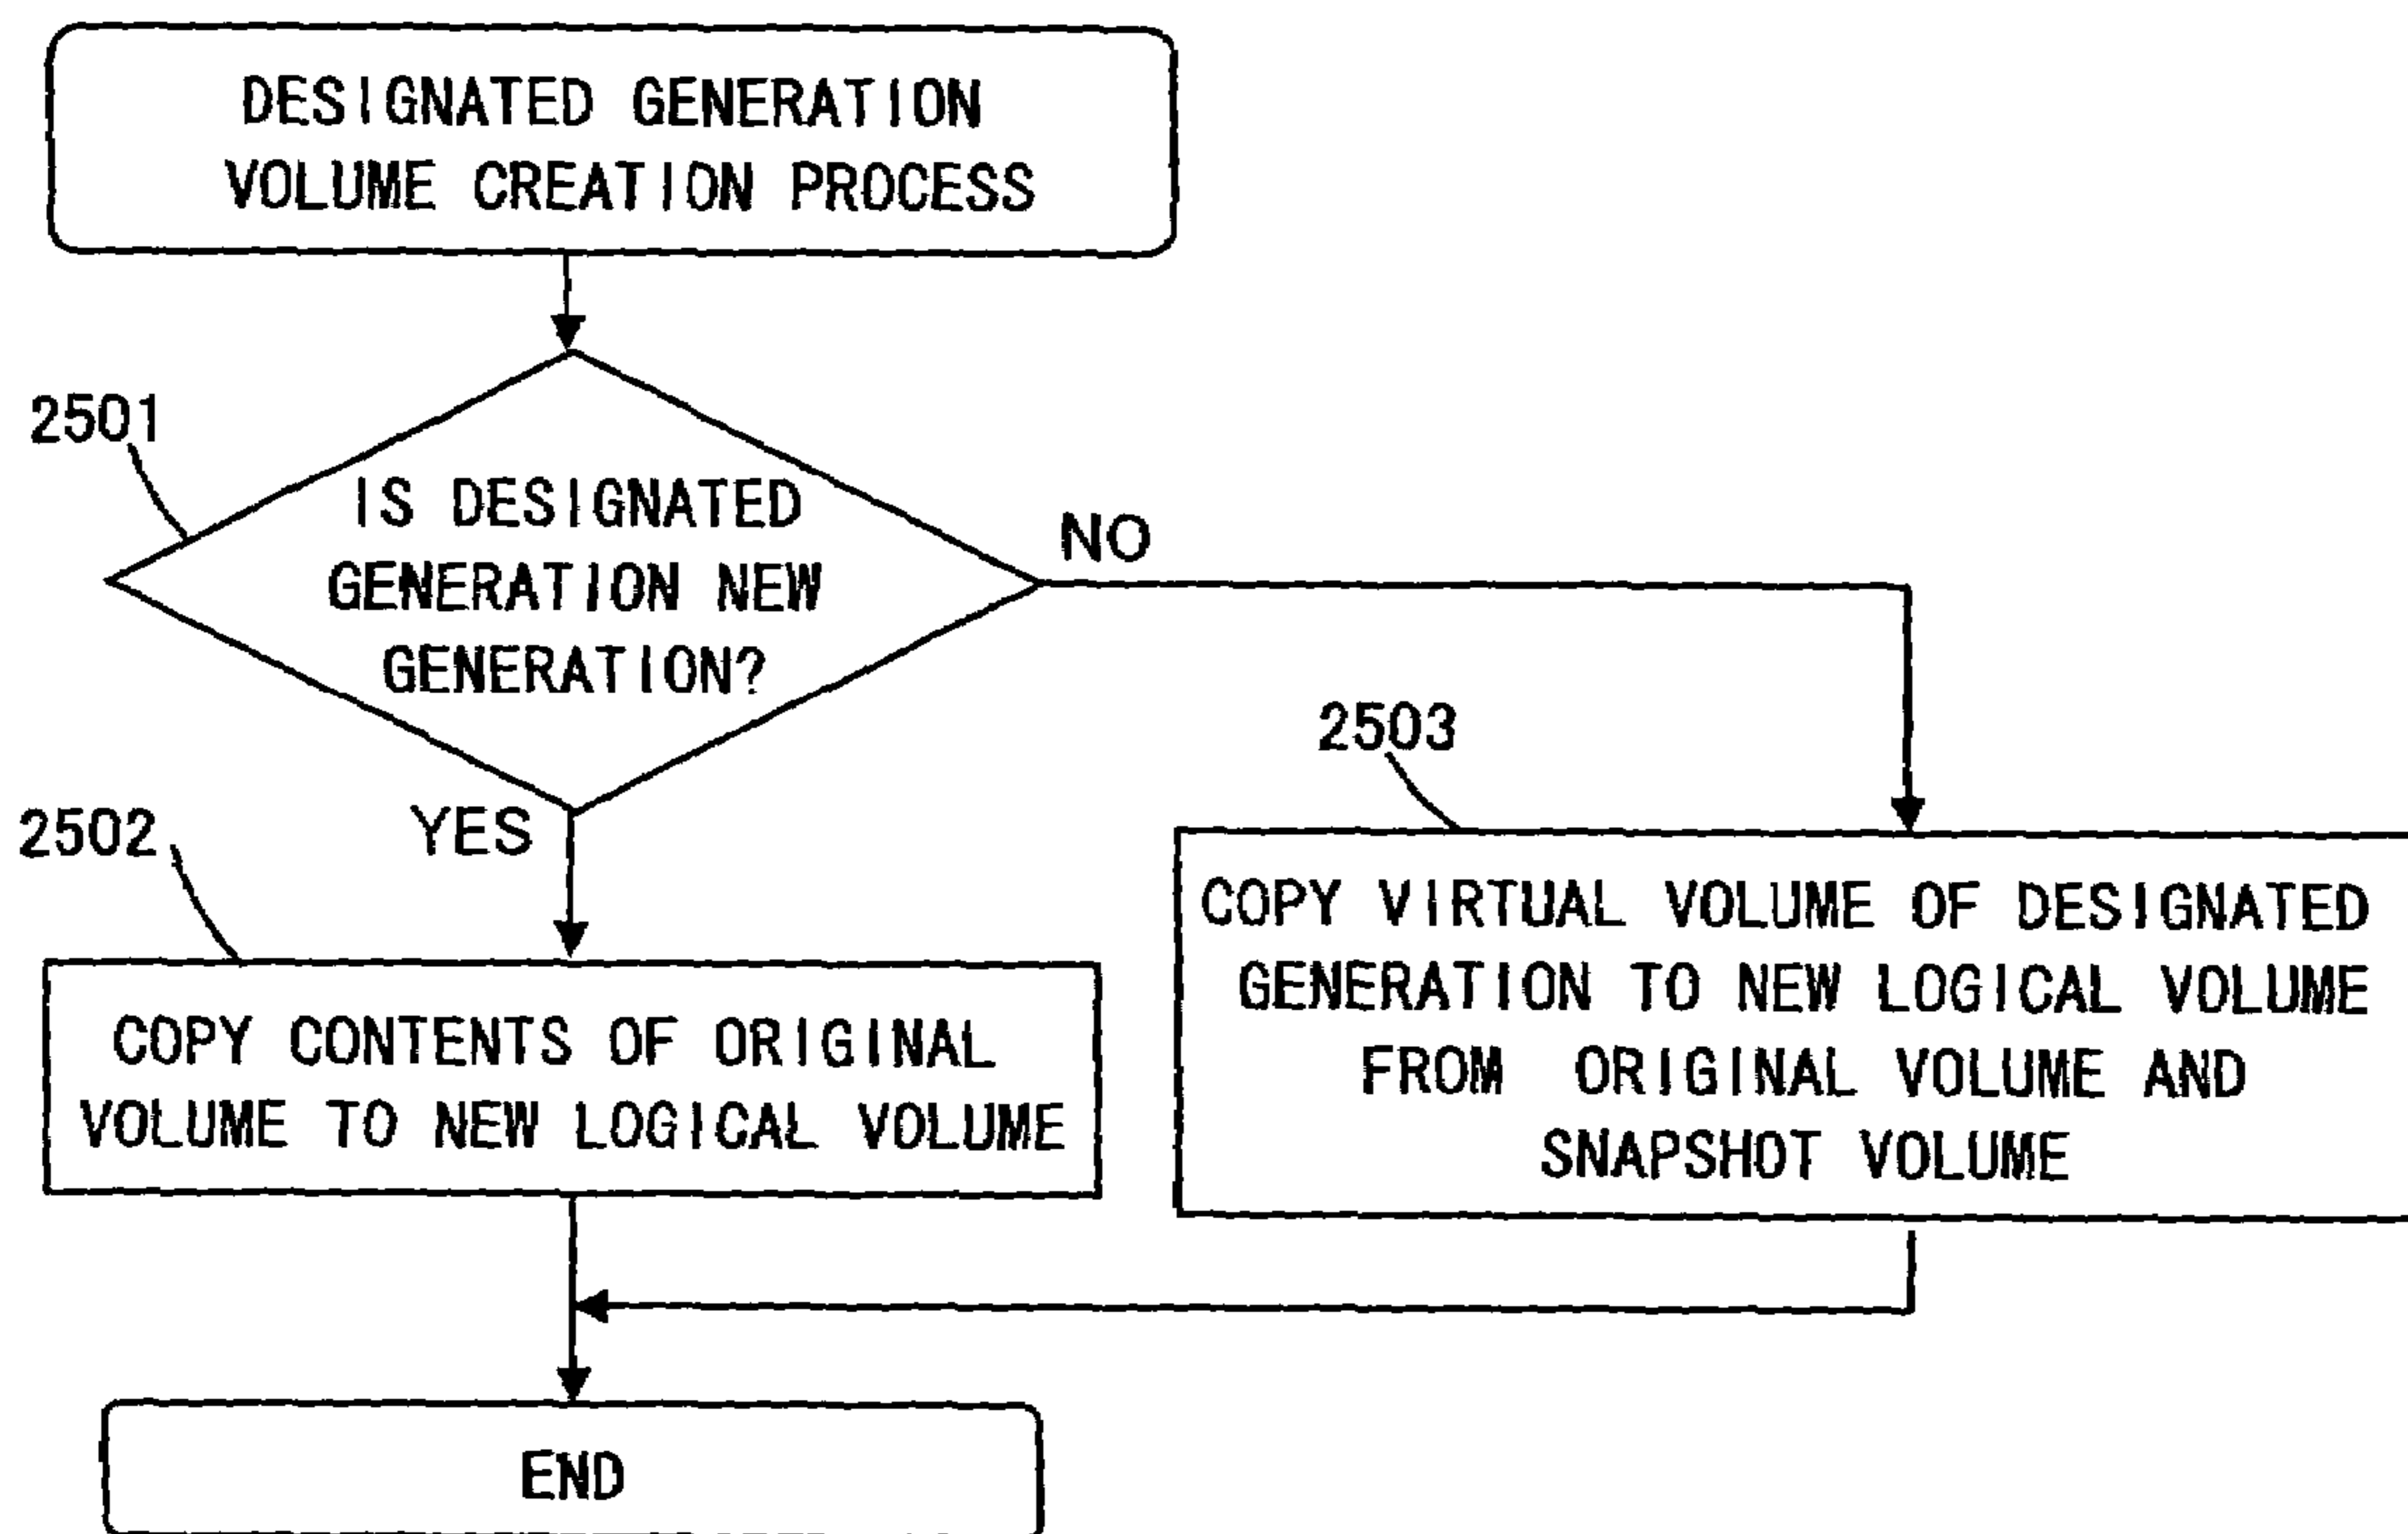 DESIGNATED GENERATION
VOLUME CREATION PROCESS
2501
IS DESIGNATED
GENERATION NEW
GENERATION?
NO
YES
2502
COPY CONTENTS OF ORIGINAL
VOLUME TO NEW LOGICAL VOLUME
2503
COPY VIRTUAL VOLUME OF DESIGNATED
GENERATION TO NEW LOGICAL VOLUME
FROM ORIGINAL VOLUME AND
SNAPSHOT VOLUME
END